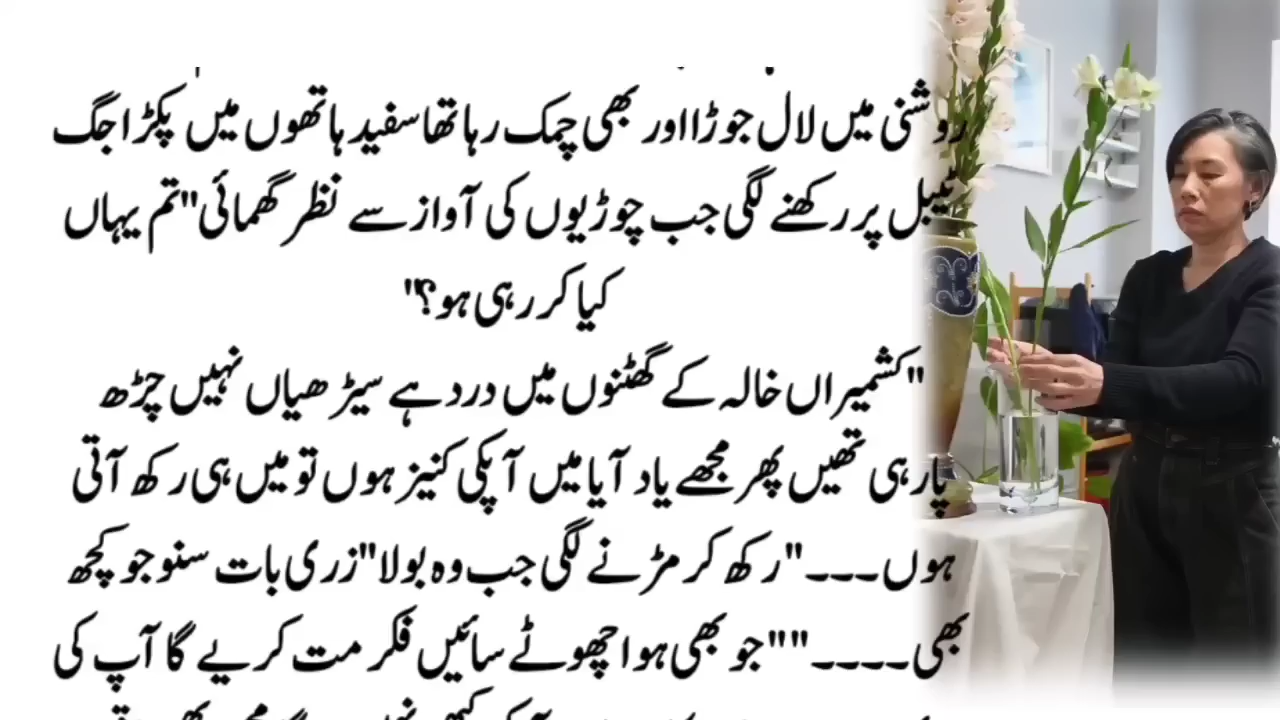 روشنی میں لال جوڑا اور بھی چمک رہا تھا سفید ہاتھوں میں پکڑا جگ
ٹیبل پر رکھنے لگی جب چوڑیوں کی آواز سے نظر گھمائی"تم یہاں
کیا کر رہی ہو؟"
"کشمیراں خالہ کے گھٹنوں میں درد ہے سیڑھیاں نہیں چڑھ
پار ہی تھیں پھر مجھے یاد آیا میں آپکی کنیز ہوں تو میں ہی رکھ آتی
ہوں۔۔۔"رکھ کر مڑنے لگی جب وہ بولا"زری بات سنو جو کچھ
بھی۔۔۔۔""جو بھی ہوا چھوٹے سائیں فکر مت کریے گا آپ کی